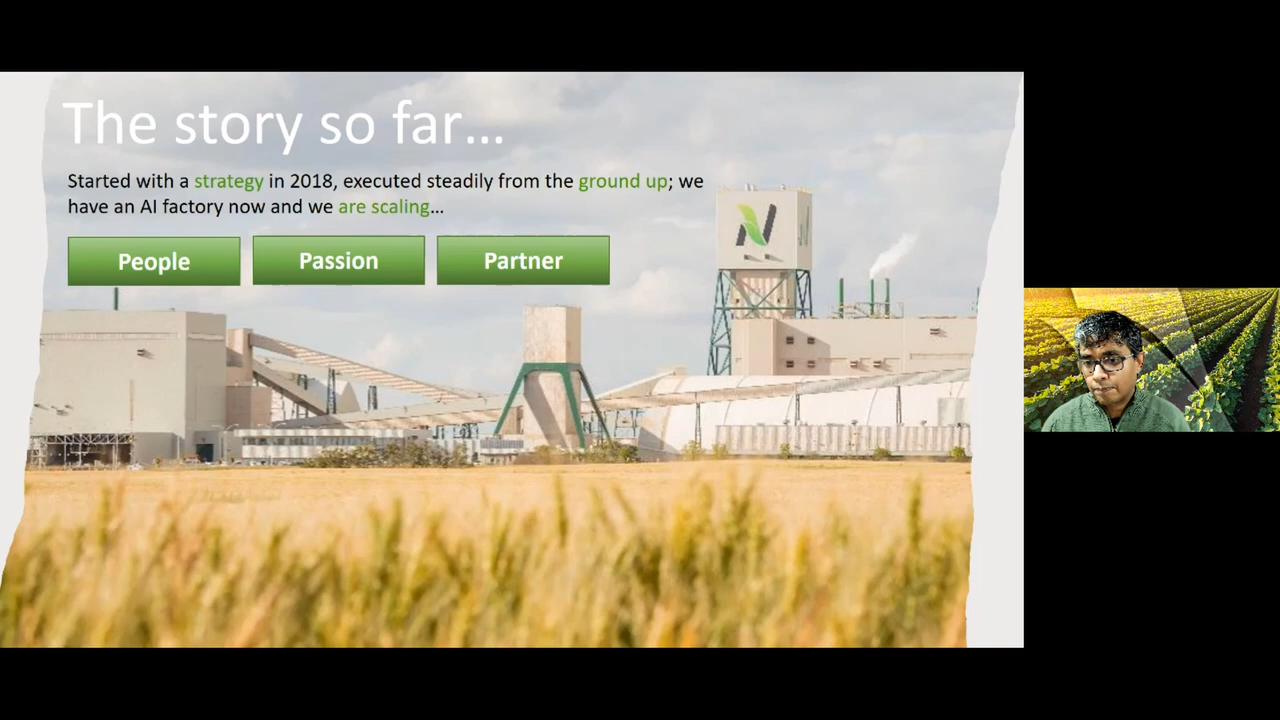 The story so far...
Started with a strategy in 2018, executed steadily from the ground up; we
have an AI factory now and we are scaling...
People
Passion
Partner